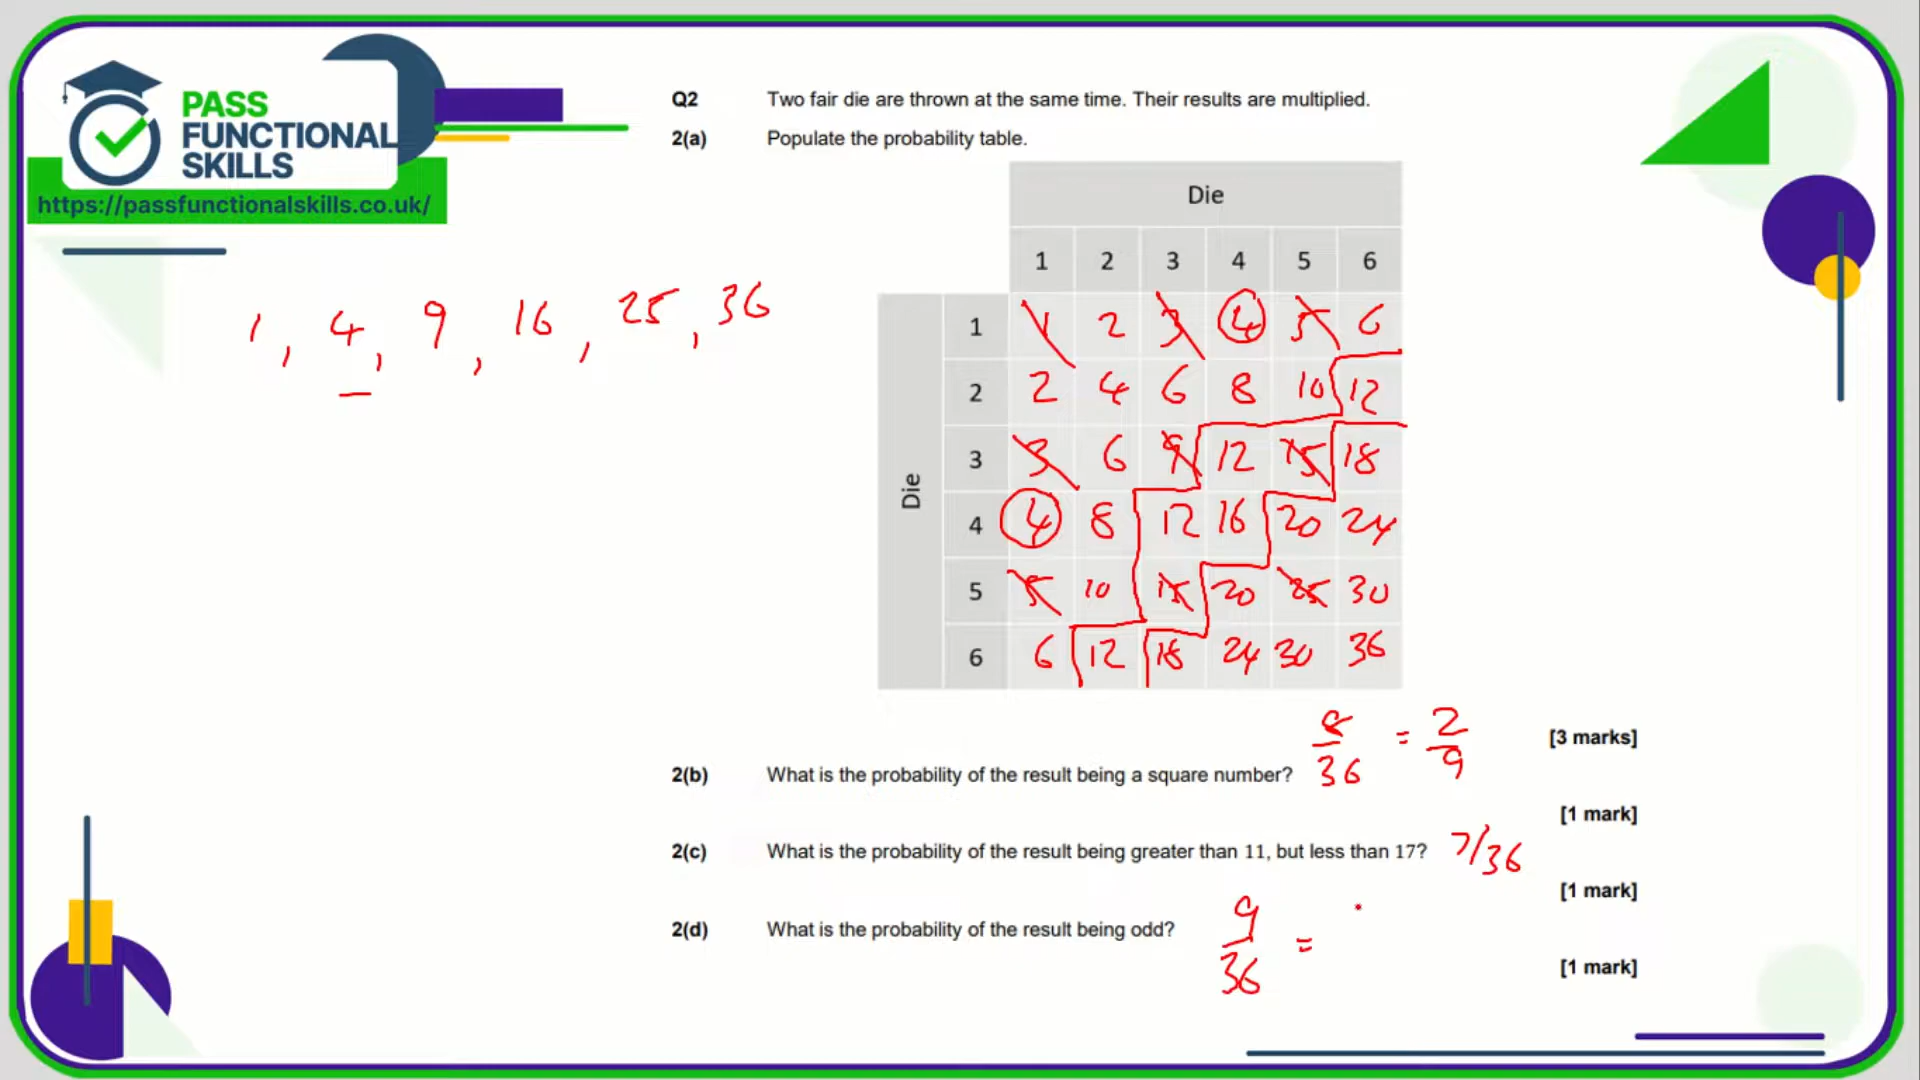 PASS
FUNCTIONAL
SKILLS
https://passfunctionalskills.co.uk/
Q2 Two fair die are thrown at the same time. Their results are multiplied.
2(a) Populate the probability table.
1, 4, 9, 16, 25, 36
Die
1 2 3 4 5 6
Die
1 1 2 3 4 5 6
2 2 4 6 8 10 12
3 3 6 9 12 15 18
4 4 8 12 16 20 24
5 5 10 15 20 25 30
6 6 12 18 24 30 36
[3 marks]
2(b) What is the probability of the result being a square number? 8/36 = 2/9
[1 mark]
2(c) What is the probability of the result being greater than 11, but less than 17? 7/36
[1 mark]
2(d) What is the probability of the result being odd? 9/36 =
[1 mark]